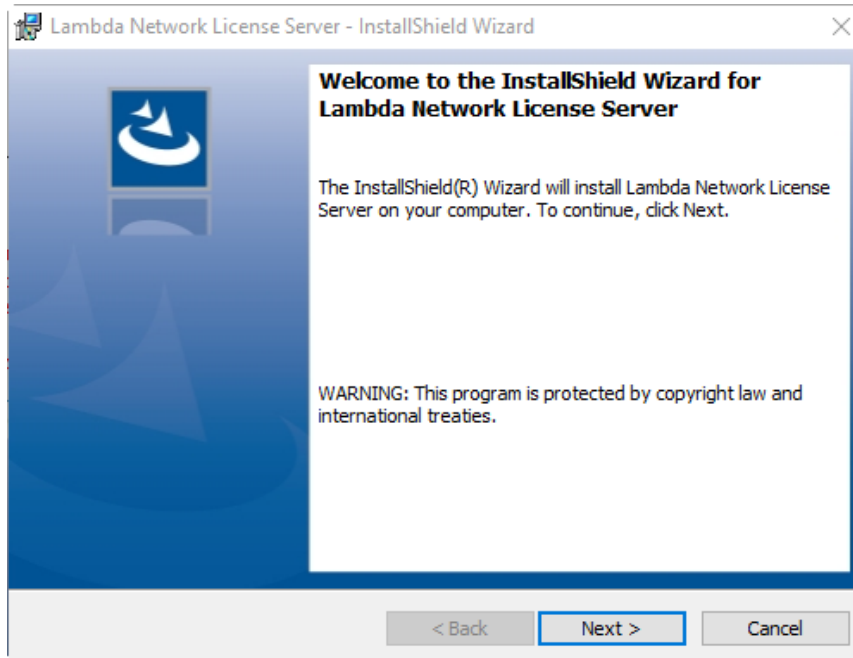 Lambda Network License Server - InstallShield Wizard
Welcome to the InstallShield Wizard for
Lambda Network License Server
The InstallShield(R) Wizard will install Lambda Network License
Server on your computer. To continue, click Next.
WARNING: This program is protected by copyright law and
international treaties.
< Back Next > Cancel